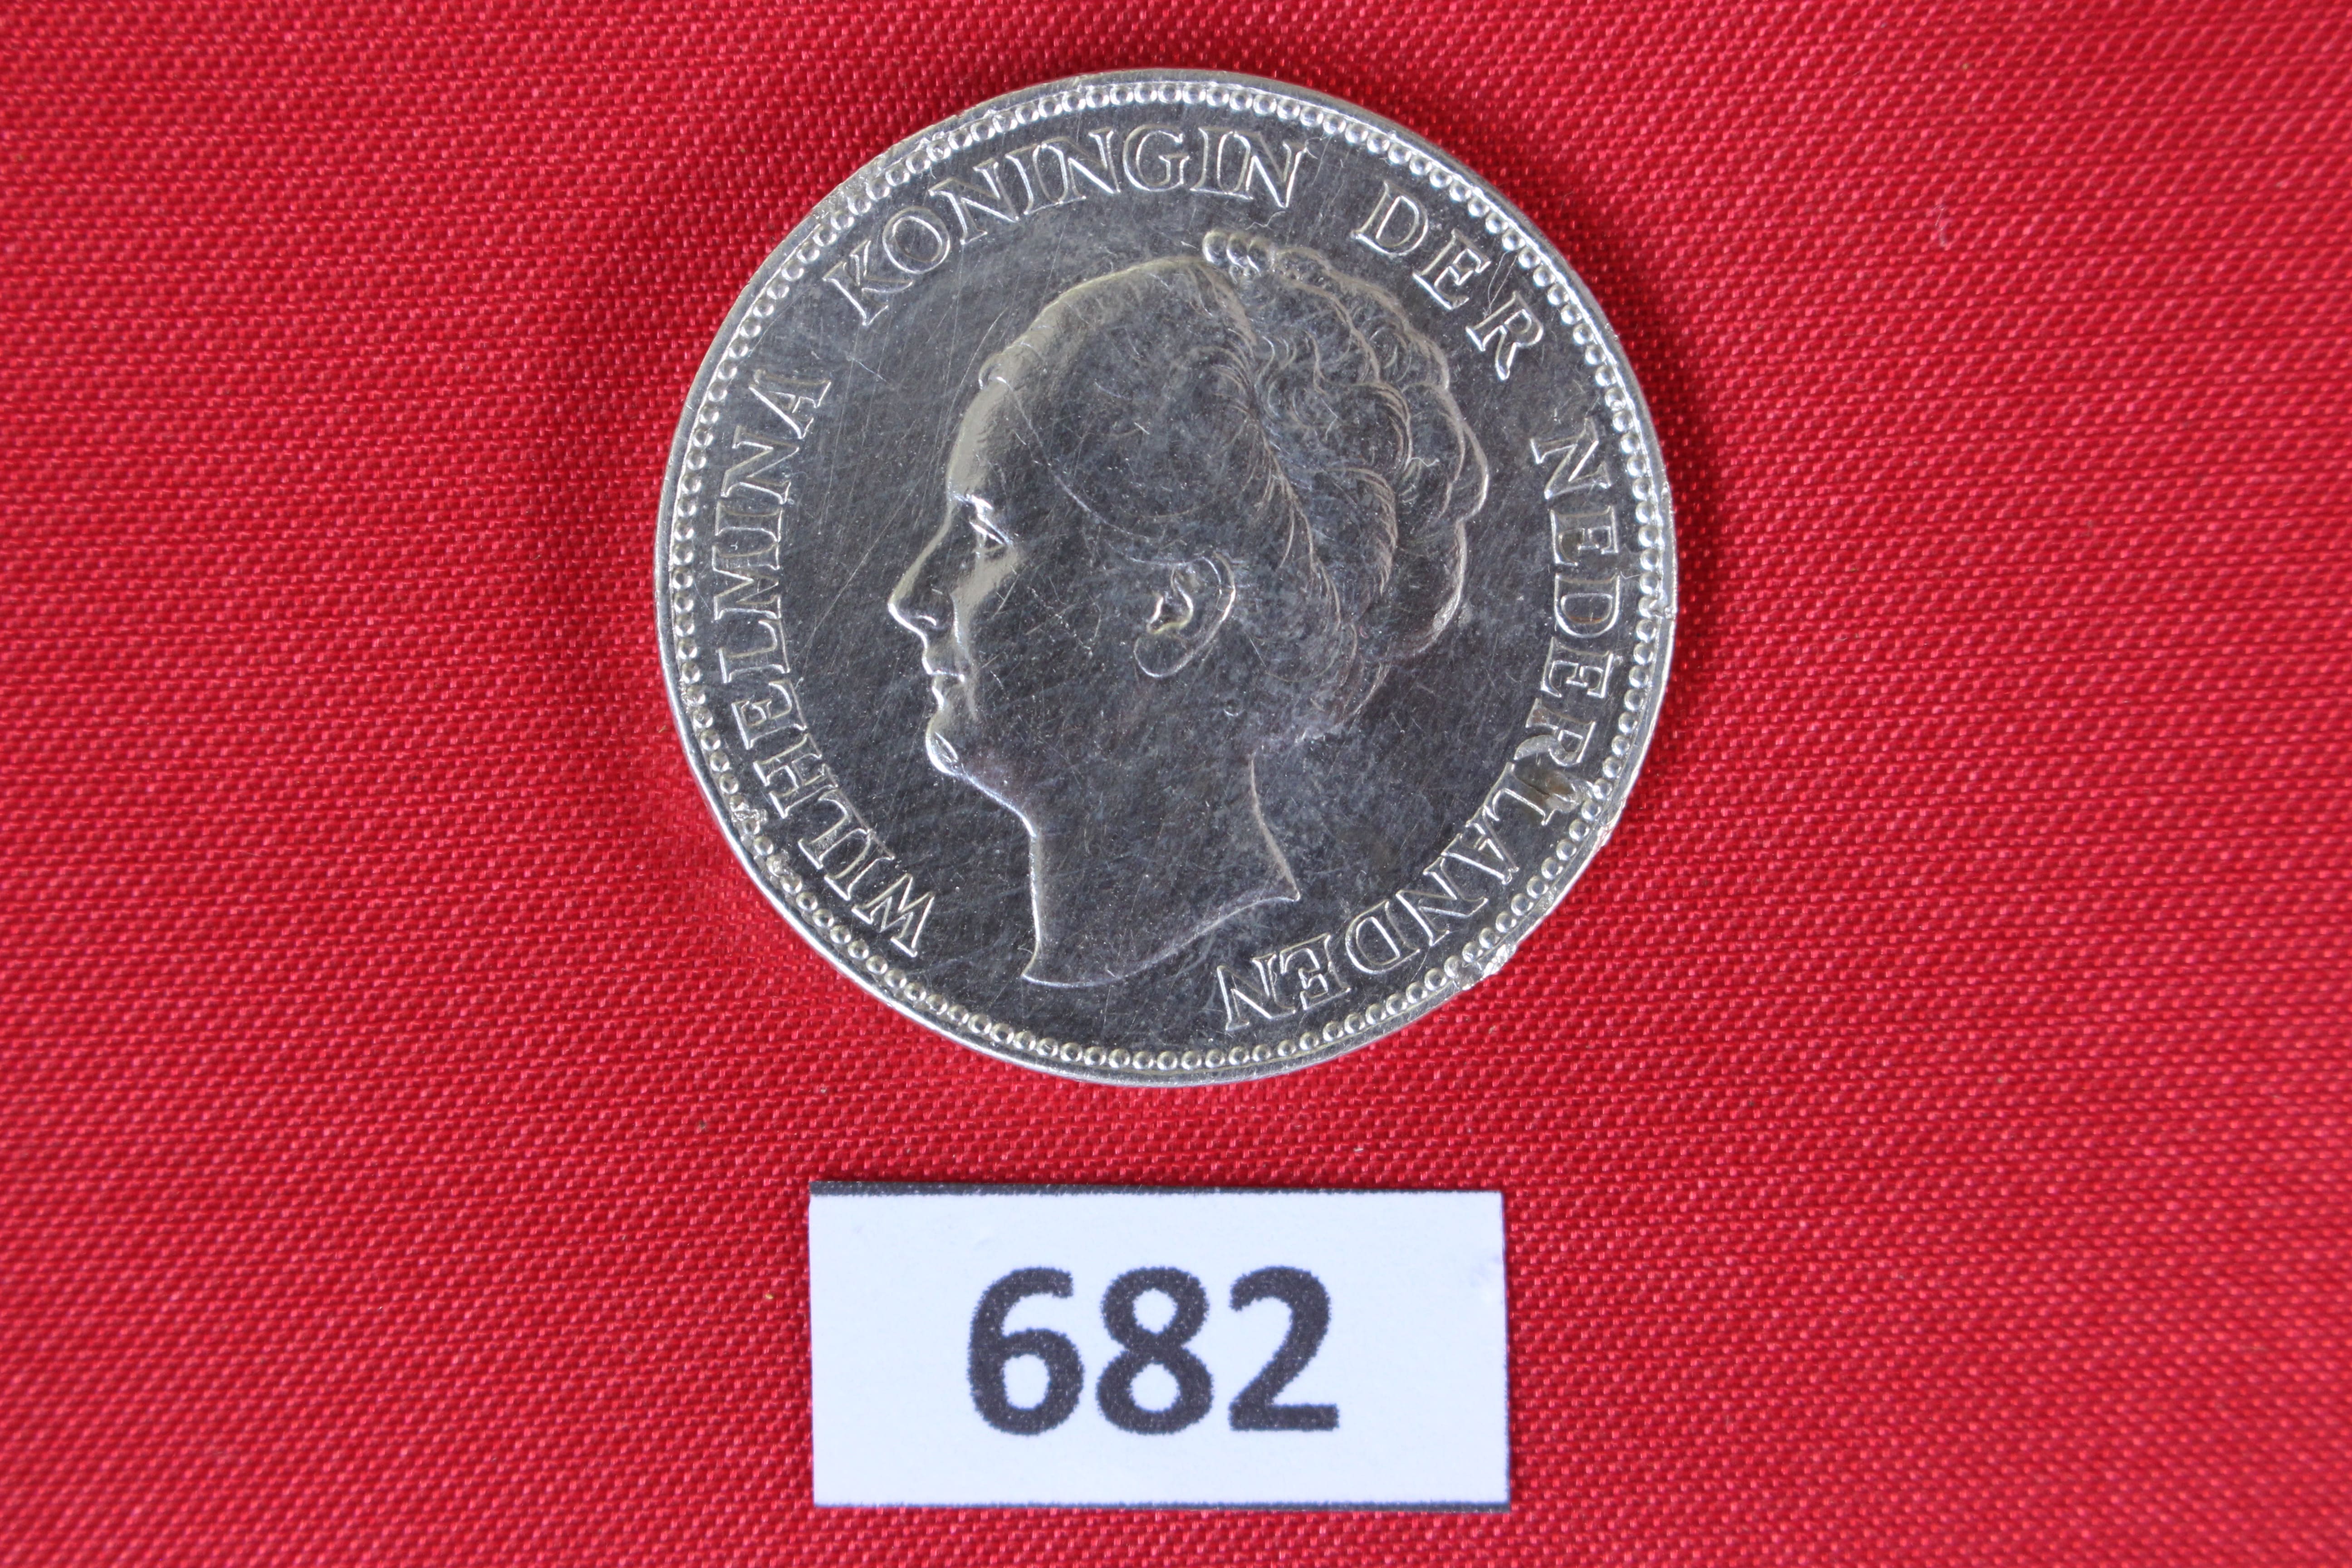 WILHELMINA KONINGIN DER NEDERLANDEN
682